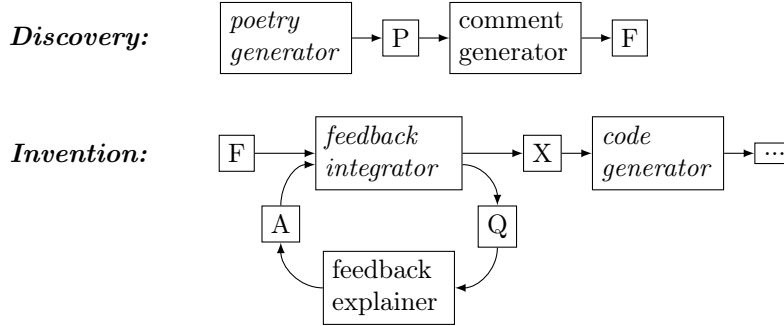 Discovery:
poetry
generator
P
comment
generator
F
Invention:
F
feedback
integrator
X
code
generator
...
A
Q
feedback
explainer